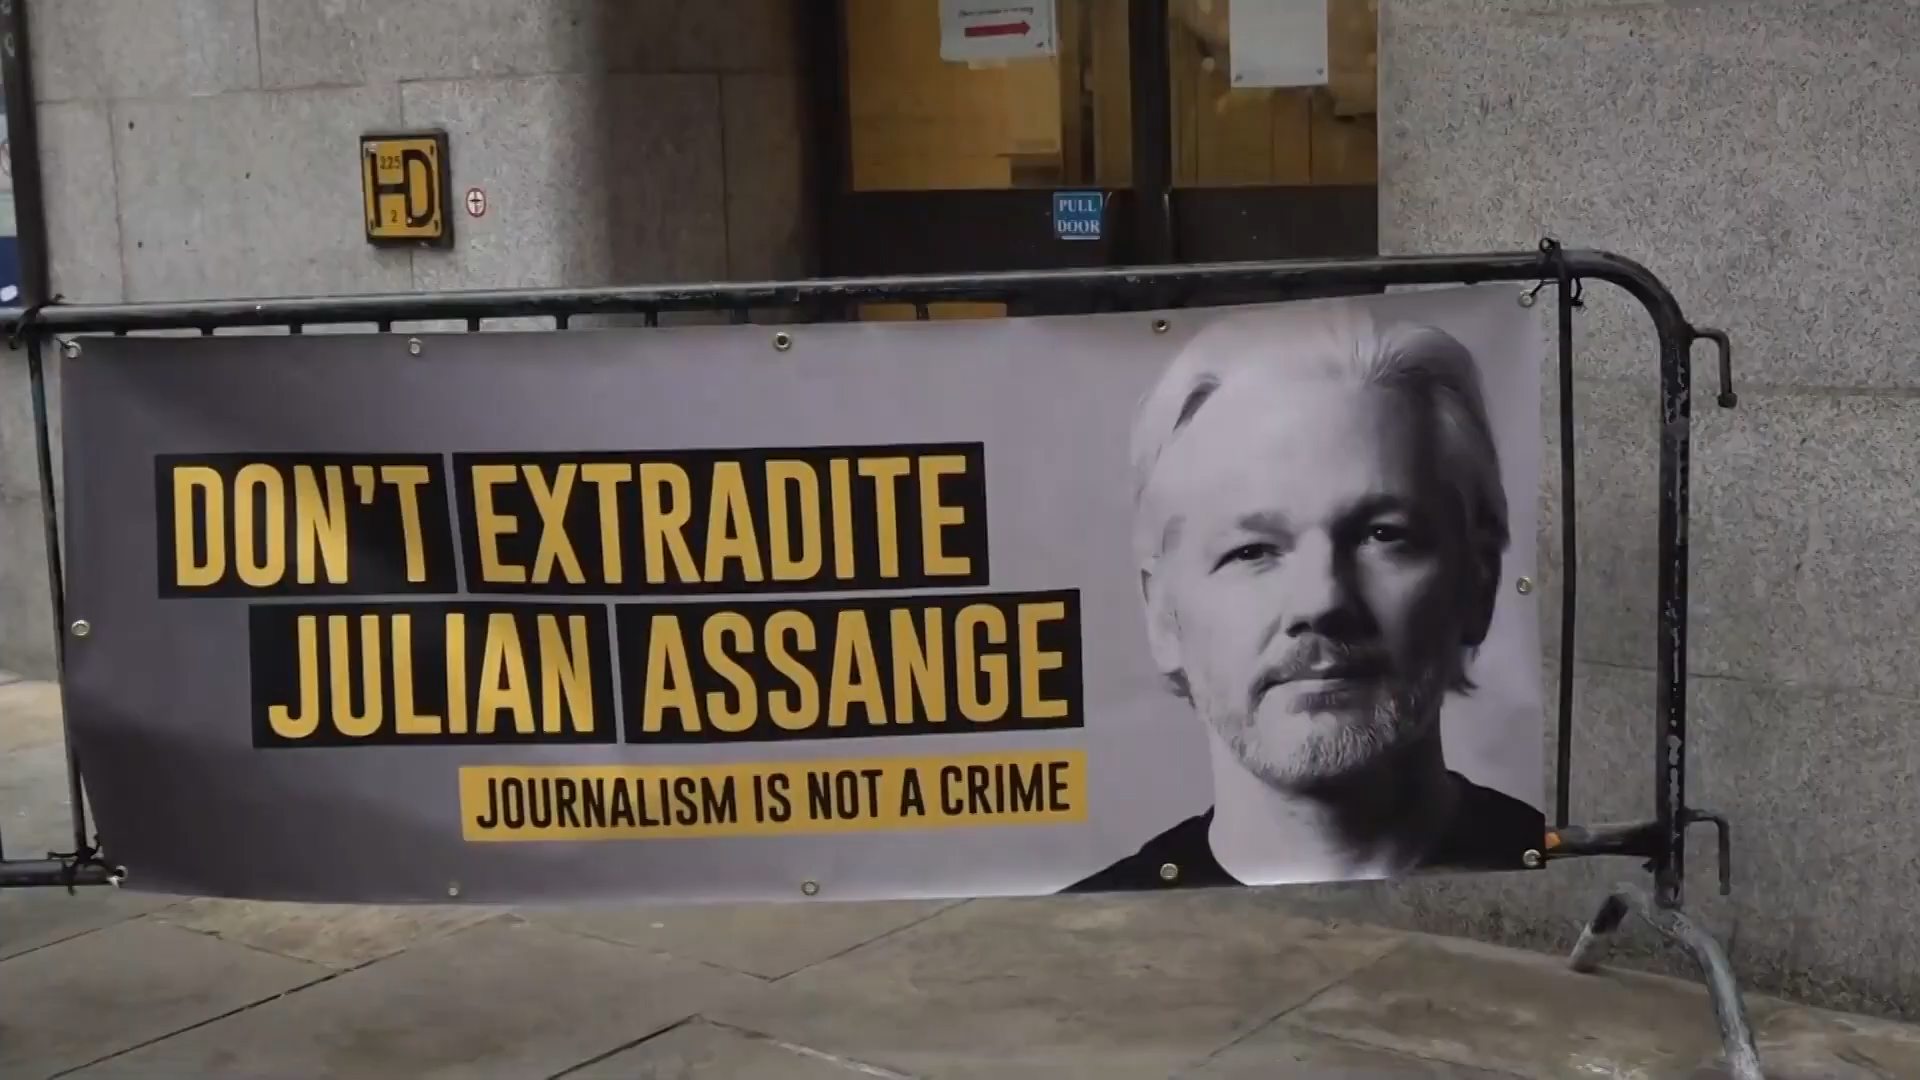 225
HD
2
PULL
DOOR
DON'T EXTRADITE
JULIAN ASSANGE
JOURNALISM IS NOT A CRIME